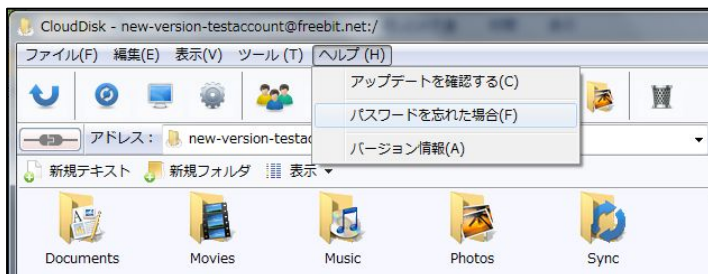 CloudDisk - new-version-testaccount@freebit.net:/
ファイル(F) 編集(E) 表示(V) ツール (T) ヘルプ (H)
アップデートを確認する(C)
パスワードを忘れた場合(F)
アドレス： new-version-testac
バージョン情報(A)
新規テキスト 新規フォルダ 表示
Documents Movies Music Photos Sync